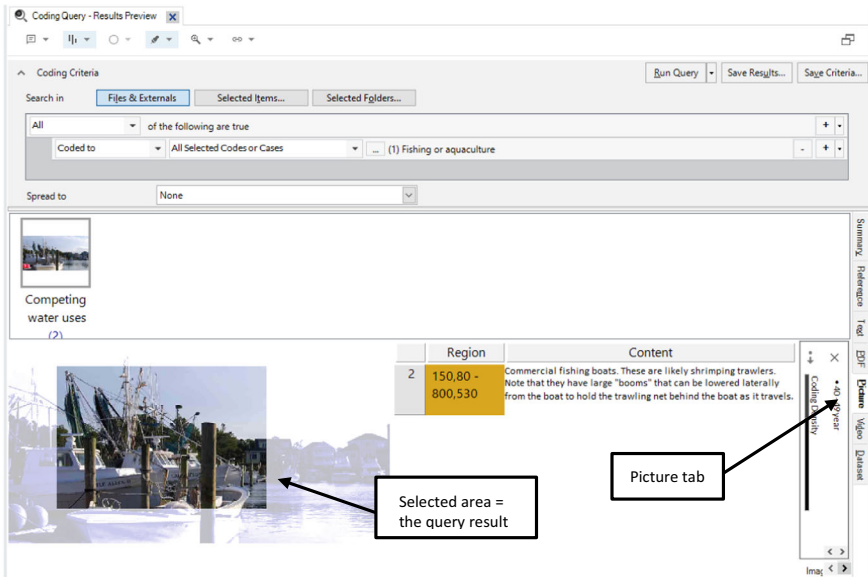 Coding Query - Results Preview
Coding Criteria
Run Query
Save Results...
Save Criteria...
Search in
Files & Externals
Selected Items...
Selected Folders...
All
of the following are true
+
Coded to
All Selected Codes or Cases
...
(1) Fishing or aquaculture
-
+
Spread to
None
Summary
Reference
Text
PDF
Picture
Video
Dataset
Competing
water uses
(2)
Region
Content
2
150,80 -
800,530
Commercial fishing boats. These are likely shrimping trawlers.
Note that they have large "booms" that can be lowered laterally
from the boat to hold the trawling net behind the boat as it travels.
Coding Density
Picture tab
Selected area =
the query result